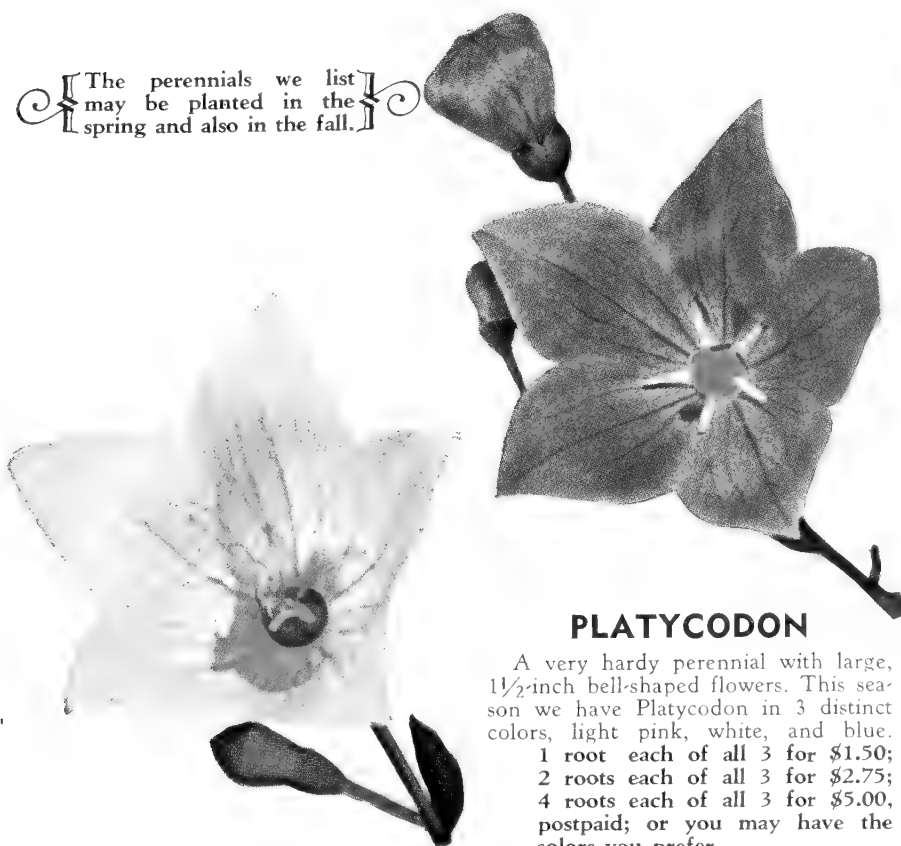 The perennials we list
may be planted in the
spring and also in the fall.
PLATYCODON
A very hardy perennial with large,
1½-inch bell-shaped flowers. This sea-
son we have Platycodon in 3 distinct
colors, light pink, white, and blue.
1 root each of all 3 for $1.50;
2 roots each of all 3 for $2.75;
4 roots each of all 3 for $5.00,
postpaid; or you may have the
colors you prefer